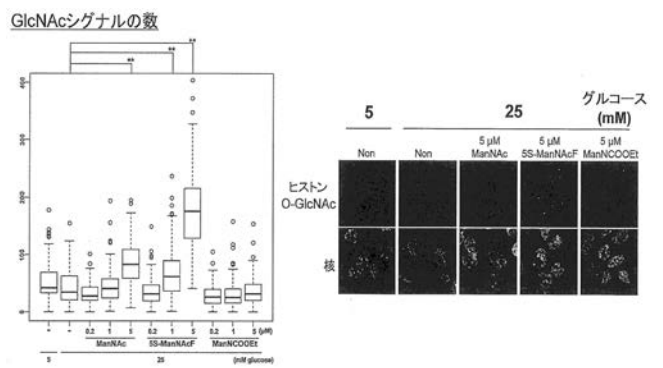 GlcNAcシグナルの数
** 
**
**
400
300
200
100
0
- - 0.2 1 5 0.2 1 5 0.2 1 5 (μM)
ManNAc 5S-ManNAcF ManNCOOEt
5 25 (mM glucose)
グルコース
5 25 (mM)
5 μM 5 μM 5 μM
Non Non ManNAc 5S-ManNAcF ManNCOOEt
ヒストン
O-GlcNAc
核